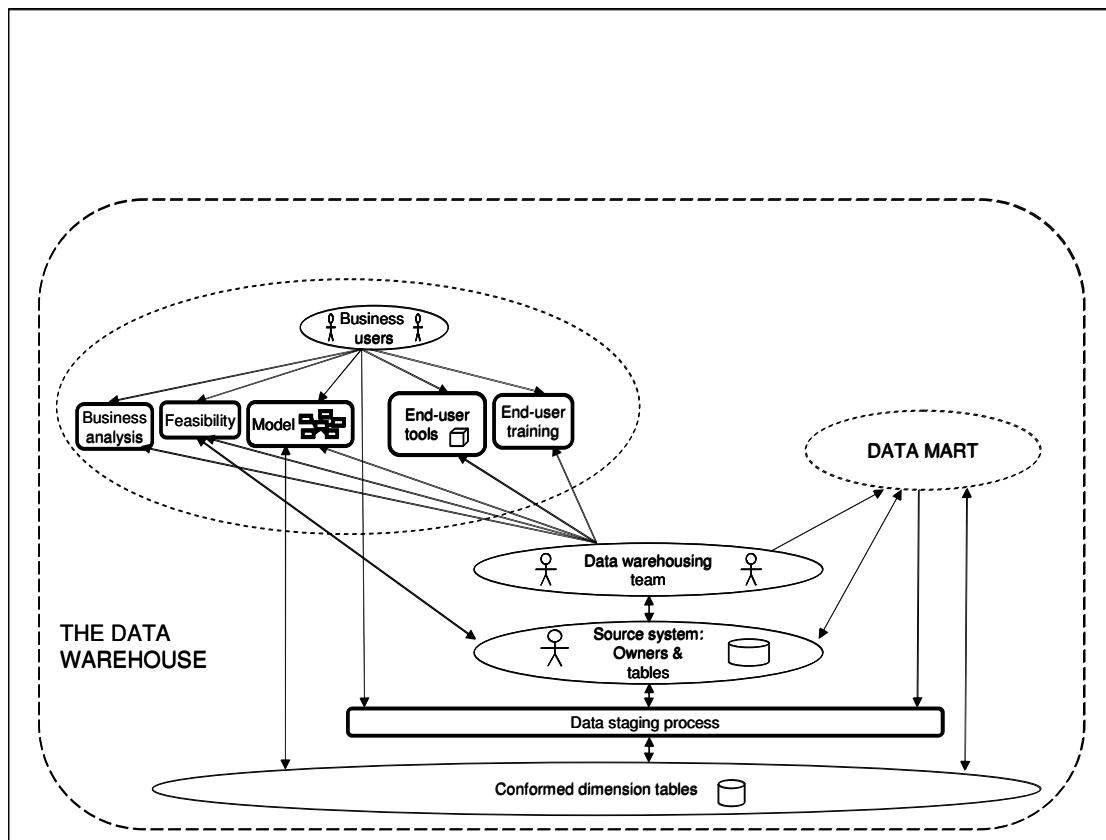 Business
users
Business
analysis
Feasibility
Model
End-user
tools
End-user
training
DATA MART
Data warehousing
team
THE DATA
WAREHOUSE
Source system:
Owners &
tables
Data staging process
Conformed dimension tables